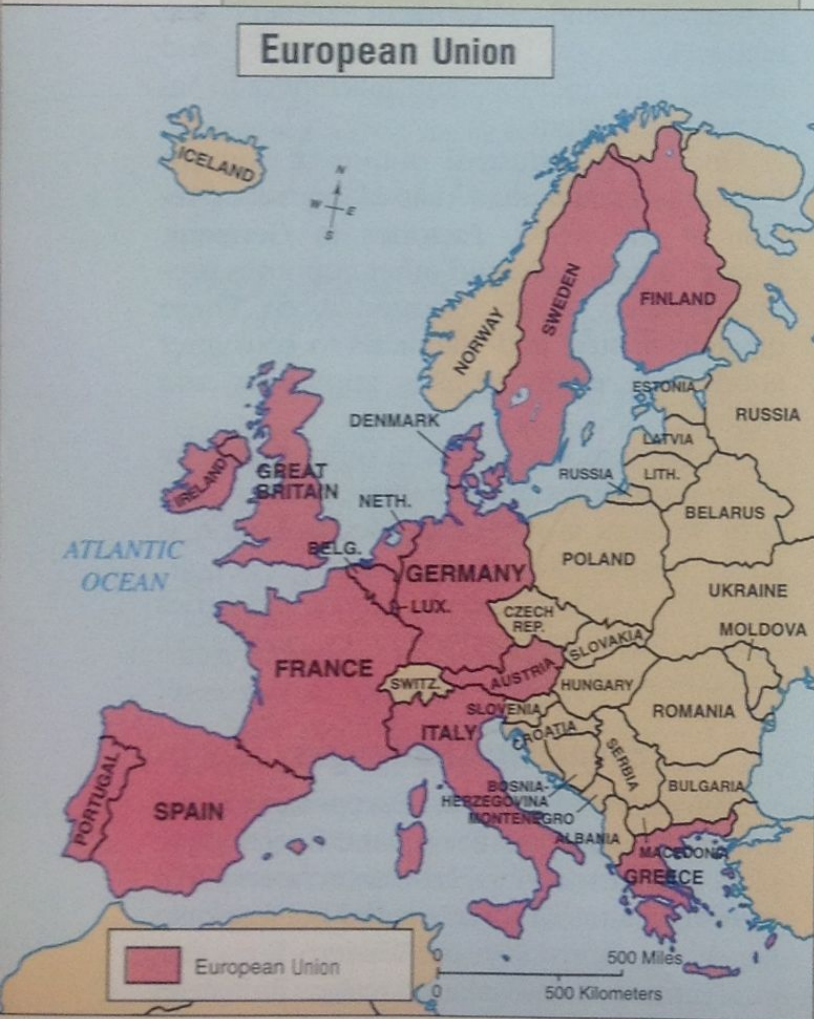 European Union
ICELAND
N
W E
S
NORWAY
SWEDEN
FINLAND
ESTONIA
RUSSIA
DENMARK
LATVIA
IRELAND
GREAT
BRITAIN
RUSSIA
LITH.
NETH.
BELARUS
ATLANTIC
OCEAN
BELG.
GERMANY
POLAND
UKRAINE
LUX.
CZECH
REP.
MOLDOVA
SLOVAKIA
FRANCE
SWITZ.
AUSTRIA
HUNGARY
SLOVENIA
ROMANIA
ITALY
CROATIA
SERBIA
PORTUGAL
SPAIN
BOSNIA-
HERZEGOVINA
BULGARIA
MONTENEGRO
ALBANIA
MACEDONIA
GREECE
European Union
0 500 Miles
0 500 Kilometers